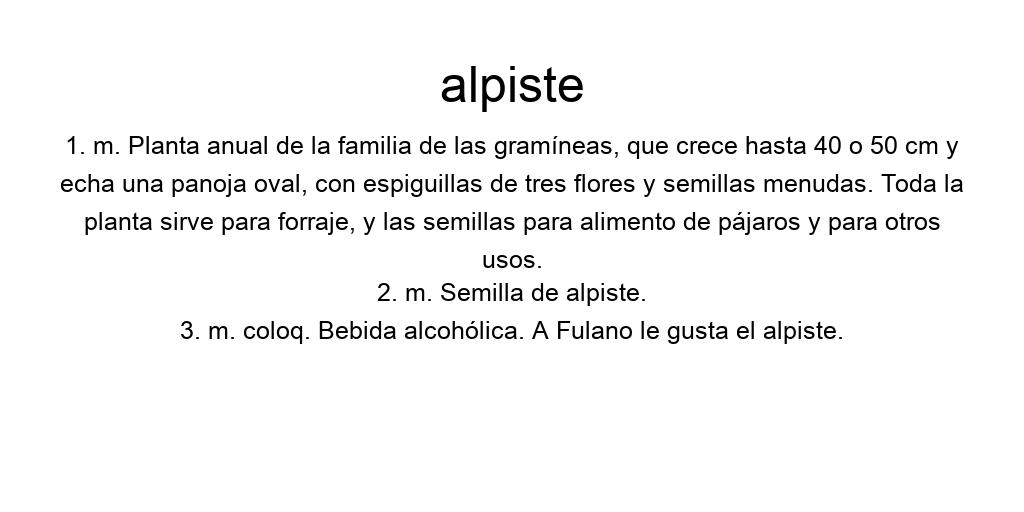 alpiste
1. m. Planta anual de la familia de las gramíneas, que crece hasta 40 o 50 cm y
echa una panoja oval, con espiguillas de tres flores y semillas menudas. Toda la
planta sirve para forraje, y las semillas para alimento de pájaros y para otros
usos.
2. m. Semilla de alpiste.
3. m. coloq. Bebida alcohólica. A Fulano le gusta el alpiste.